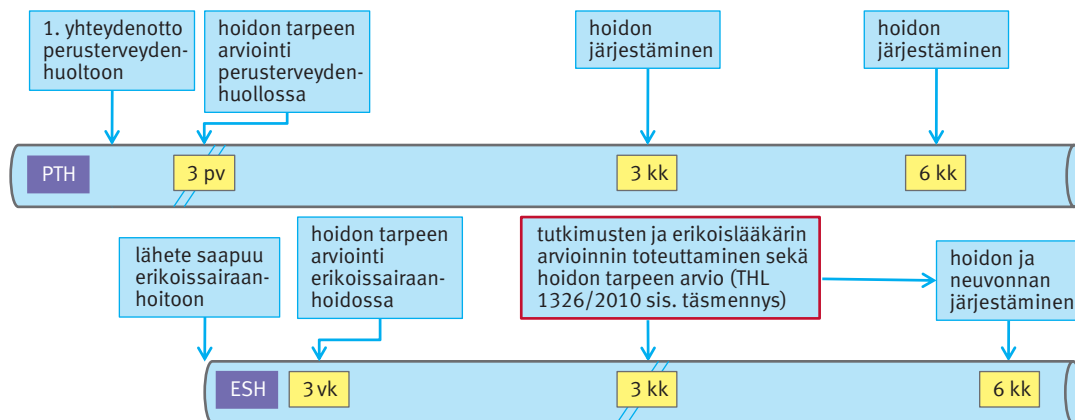 1. yhteydenotto
perusterveyden-
huoltoon
hoidon tarpeen
arviointi
perusterveyden-
huollossa
hoidon
järjestäminen
hoidon
järjestäminen
PTH
3 pv
3 kk
6 kk
lähete saapuu
erikoissairaan-
hoitoon
hoidon tarpeen
arviointi
erikoissairaan-
hoidossa
tutkimusten ja erikoislääkärin
arvioinnin toteuttaminen sekä
hoidon tarpeen arvio (THL
1326/2010 sis. täsmennys)
hoidon ja
neuvonnan
järjestäminen
ESH
3 vk
3 kk
6 kk